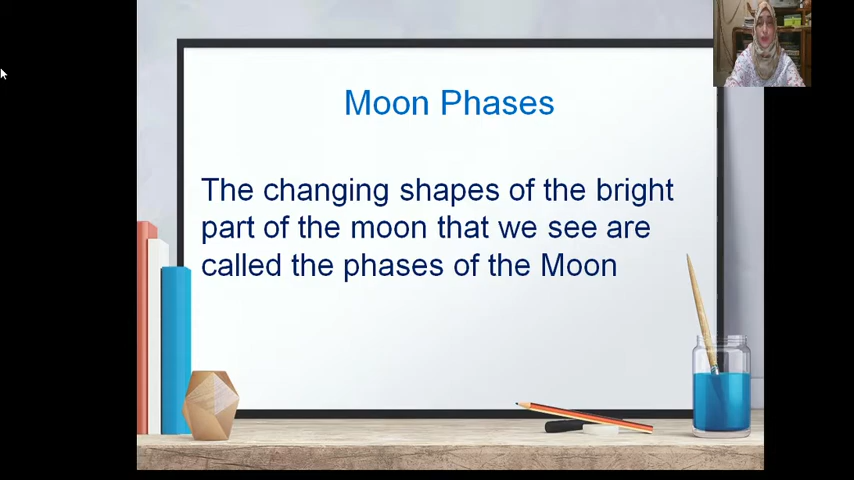 Moon Phases
The changing shapes of the bright
part of the moon that we see are
called the phases of the Moon